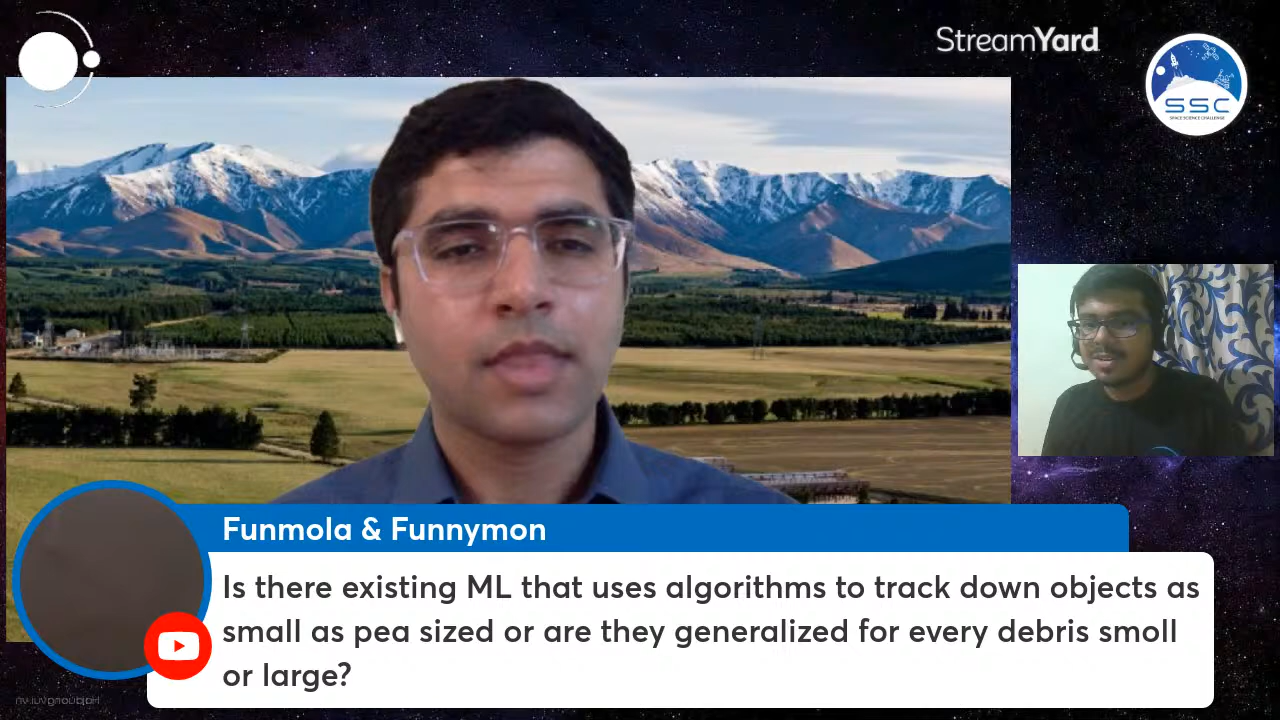 StreamYard
SSC
SPACE SCIENCE CHALLENGE
Funmola & Funnymon
Is there existing ML that uses algorithms to track down objects as
small as pea sized or are they generalized for every debris smoll
or large?